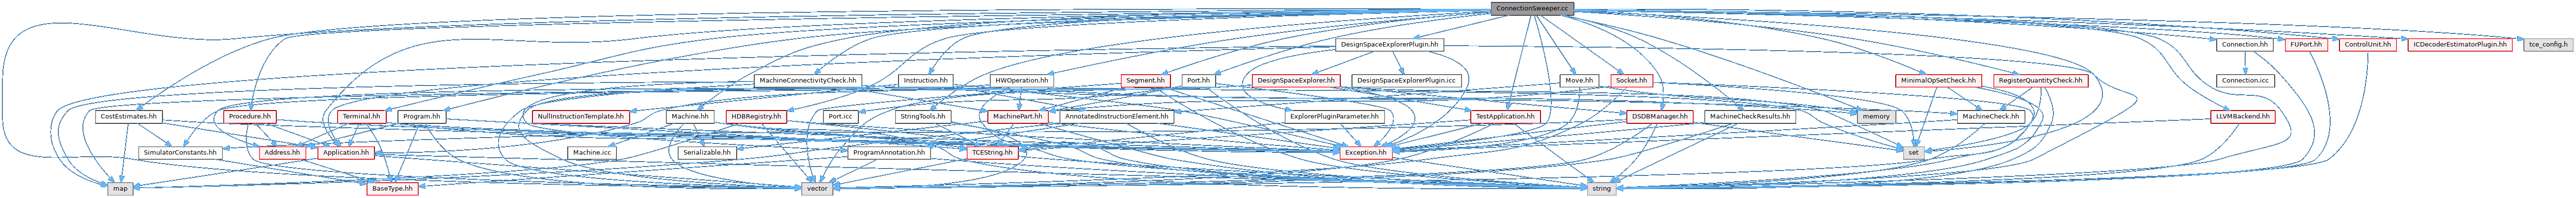 ConnectionSweeper.cc
DesignSpaceExplorerPlugin.hh
Connection.hh
FUPort.hh
ControlUnit.hh
ICDecoderEstimatorPlugin.hh
tce_config.h
MachineConnectivityCheck.hh
Instruction.hh
HWOperation.hh
Segment.hh
Port.hh
DesignSpaceExplorer.hh
DesignSpaceExplorerPlugin.icc
Move.hh
Socket.hh
MinimalOpSetCheck.hh
RegisterQuantityCheck.hh
Connection.icc
CostEstimates.hh
Procedure.hh
Terminal.hh
Program.hh
NullInstructionTemplate.hh
Machine.hh
HDBRegistry.hh
Port.icc
StringTools.hh
MachinePart.hh
AnnotatedInstructionElement.hh
ExplorerPluginParameter.hh
TestApplication.hh
DSDBManager.hh
MachineCheckResults.hh
memory
MachineCheck.hh
LLVMBackend.hh
SimulatorConstants.hh
Address.hh
Application.hh
Machine.icc
Serializable.hh
ProgramAnnotation.hh
TCEString.hh
Exception.hh
set
map
BaseType.hh
vector
string